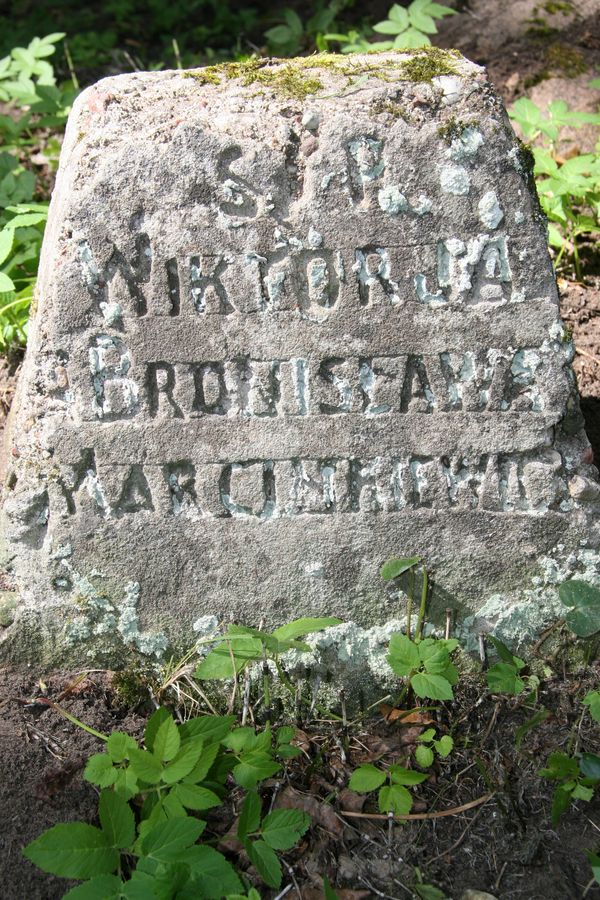 S. P.
WIKTORJA
BRONISŁAWA
MARCINKIEWICZ